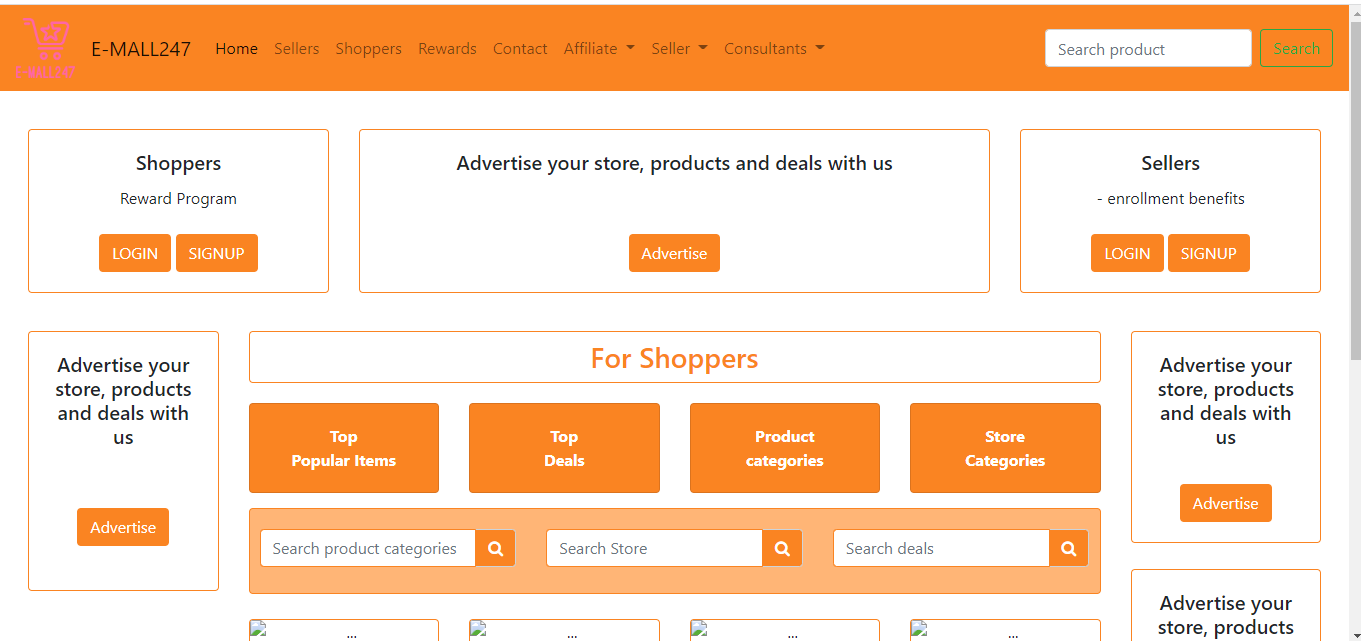 E-MALL247
E-MALL247 Home Sellers Shoppers Rewards Contact Affiliate Seller Consultants Search product Search
Shoppers
Reward Program
LOGIN SIGNUP
Advertise your store, products and deals with us
Advertise
Sellers
- enrollment benefits
LOGIN SIGNUP
Advertise your
store, products
and deals with
us
Advertise
For Shoppers
Top
Popular Items
Top
Deals
Product
categories
Store
Categories
Search product categories
Search Store
Search deals
...
...
...
...
Advertise your
store, products
and deals with
us
Advertise
Advertise your
store, products